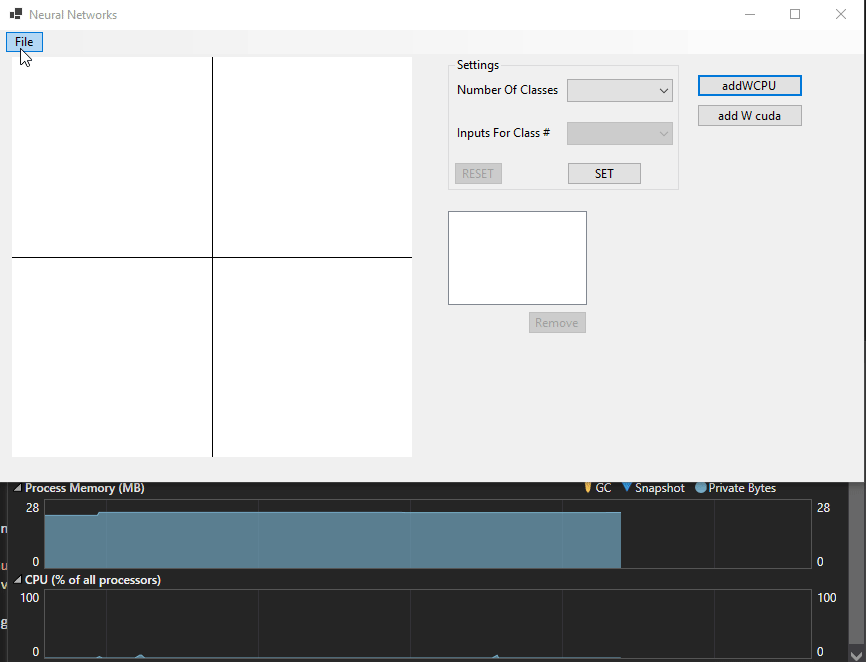 Neural Networks
File
Settings
Number Of Classes
addWCPU
add W cuda
Inputs For Class #
RESET
SET
Remove
Process Memory (MB)
GC Snapshot Private Bytes
28 28
0 0
CPU (% of all processors)
100 100
0 0